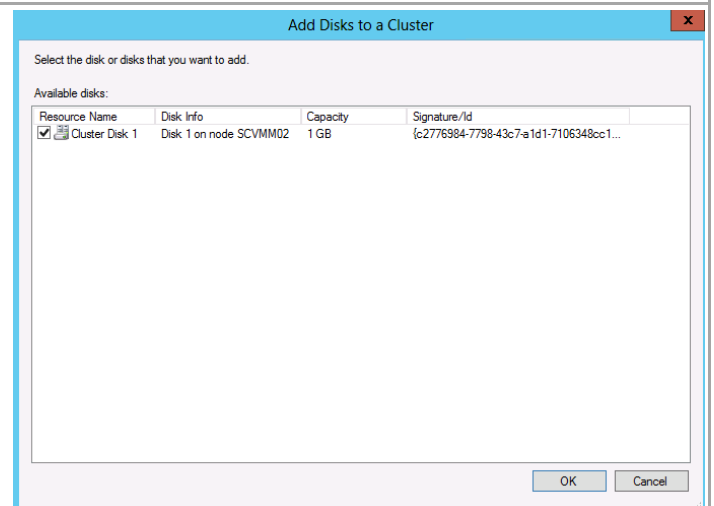 Add Disks to a Cluster
x
Select the disk or disks that you want to add.
Available disks:
Resource Name Disk Info Capacity Signature/Id
Cluster Disk 1 Disk 1 on node SCVMM02 1 GB {c2776984-7798-43c7-a1d1-7106348cc1...
OK Cancel